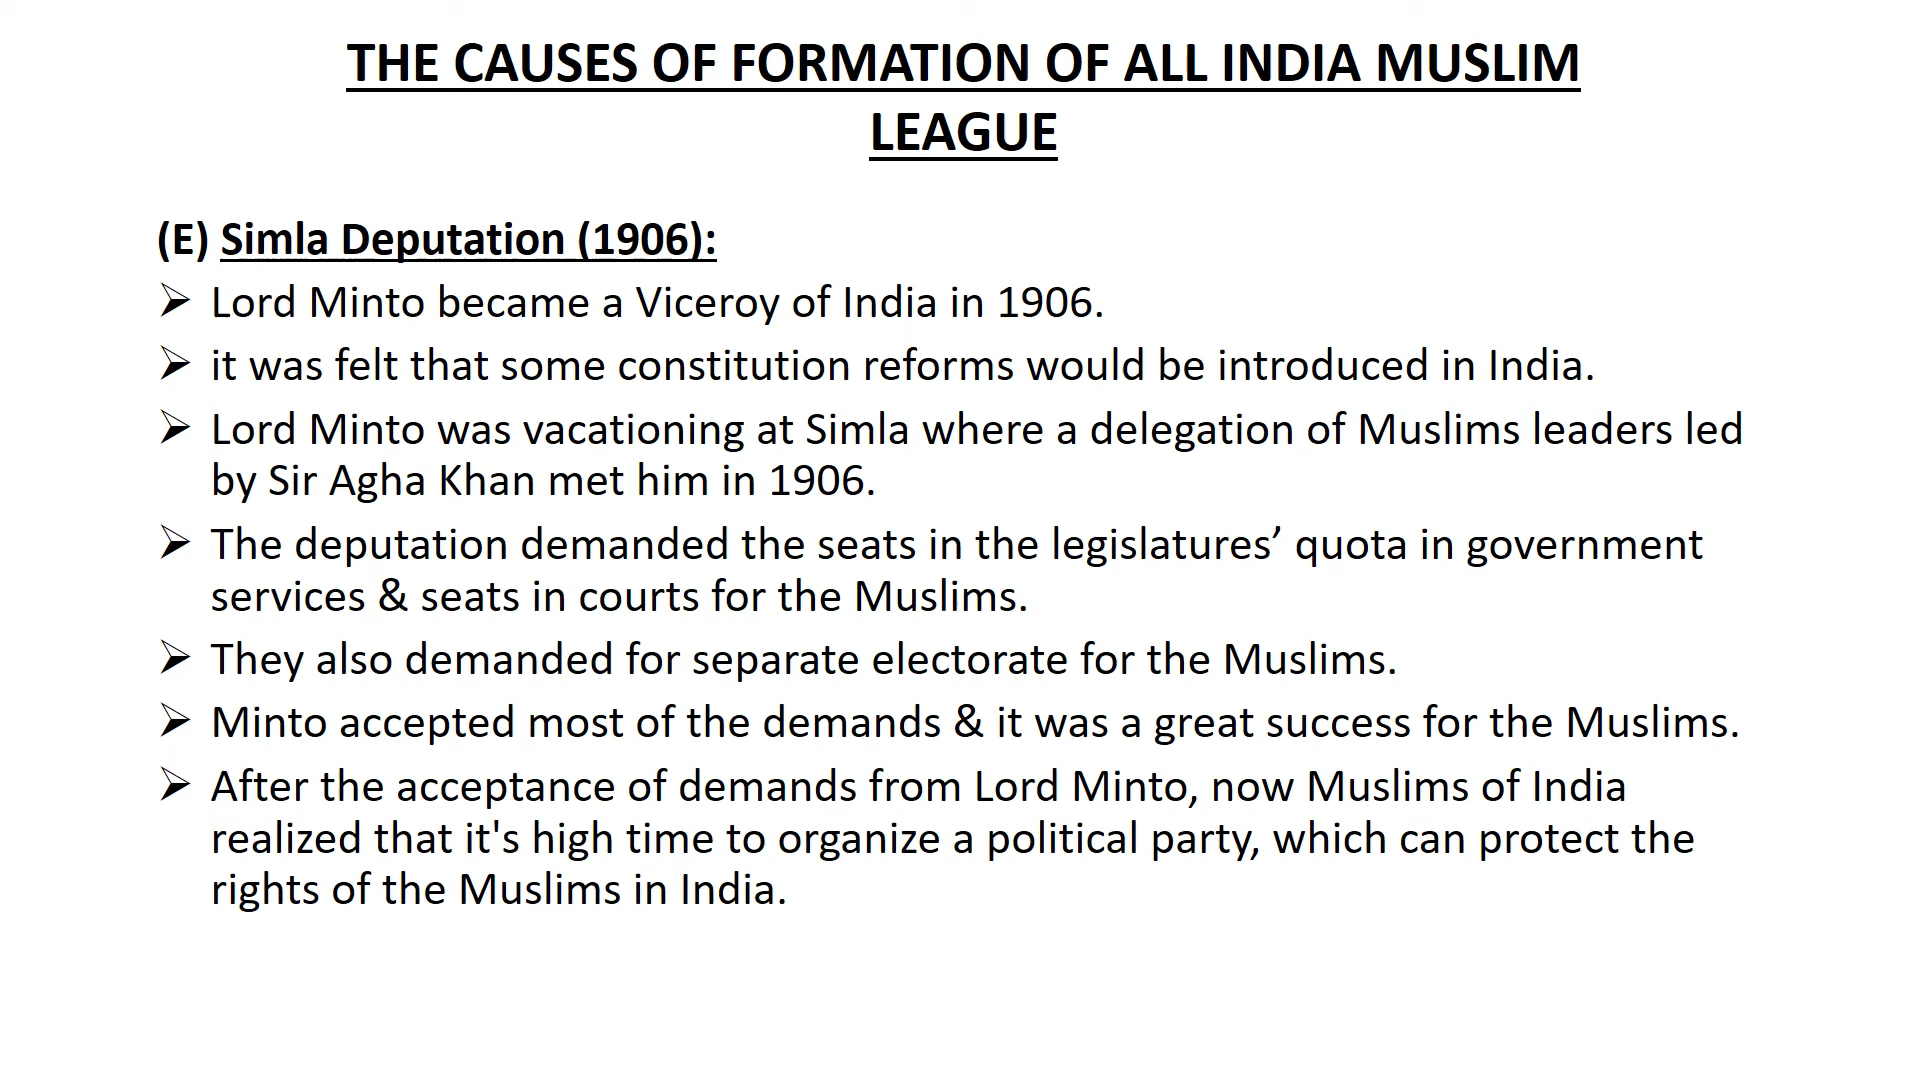 THE CAUSES OF FORMATION OF ALL INDIA MUSLIM
LEAGUE
(E) Simla Deputation (1906):
➢ Lord Minto became a Viceroy of India in 1906.
➢ it was felt that some constitution reforms would be introduced in India.
➢ Lord Minto was vacationing at Simla where a delegation of Muslims leaders led
by Sir Agha Khan met him in 1906.
➢ The deputation demanded the seats in the legislatures’ quota in government
services & seats in courts for the Muslims.
➢ They also demanded for separate electorate for the Muslims.
➢ Minto accepted most of the demands & it was a great success for the Muslims.
➢ After the acceptance of demands from Lord Minto, now Muslims of India
realized that it's high time to organize a political party, which can protect the
rights of the Muslims in India.